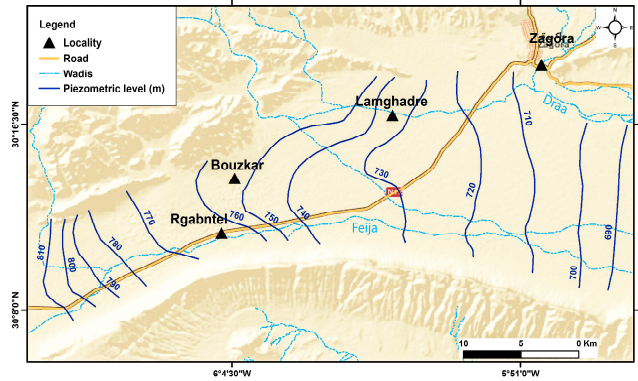 Legend
Locality
Road
Wadis
Piezometric level (m)
N
W
E
S
Zagora
Zagora
Draa
Lamghadre
30°16'30"N
710
Bouzkar
730
720
770
760
750
740
Rgabntel
Feija
690
780
810
800
790
700
30°8'0"N
10
5
0 Km
6°4'30"W
5°51'0"W